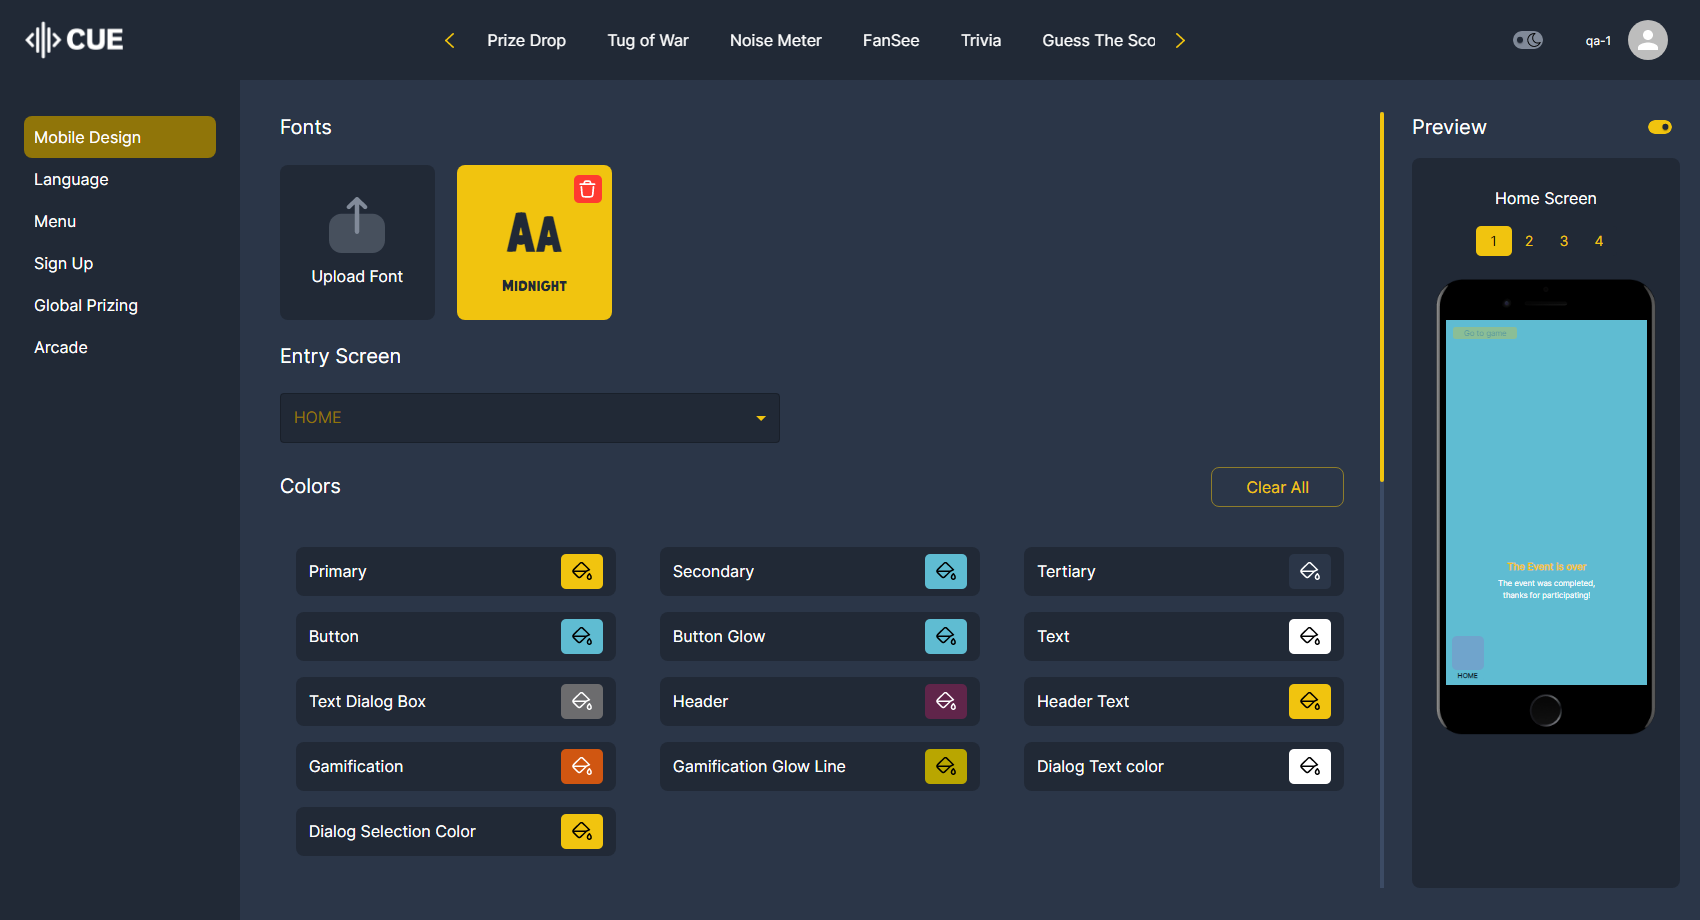 CUE
Prize Drop
Tug of War
Noise Meter
FanSee
Trivia
Guess The Sco
qa-1
Mobile Design
Language
Menu
Sign Up
Global Prizing
Arcade
Fonts
Upload Font
AA
MIDNIGHT
Entry Screen
HOME
Colors
Clear All
Primary
Secondary
Tertiary
Button
Button Glow
Text
Text Dialog Box
Header
Header Text
Gamification
Gamification Glow Line
Dialog Text color
Dialog Selection Color
Preview
Home Screen
1 2 3 4
Go to game
The Event is over
The event was completed,
thanks for participating!
HOME